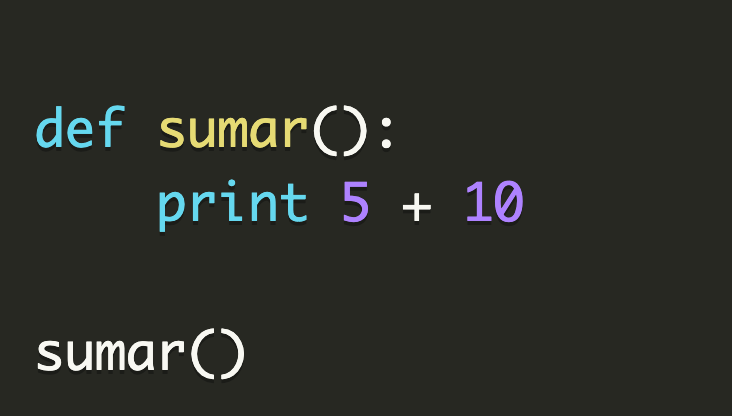 def sumar():
    print 5 + 10
sumar()